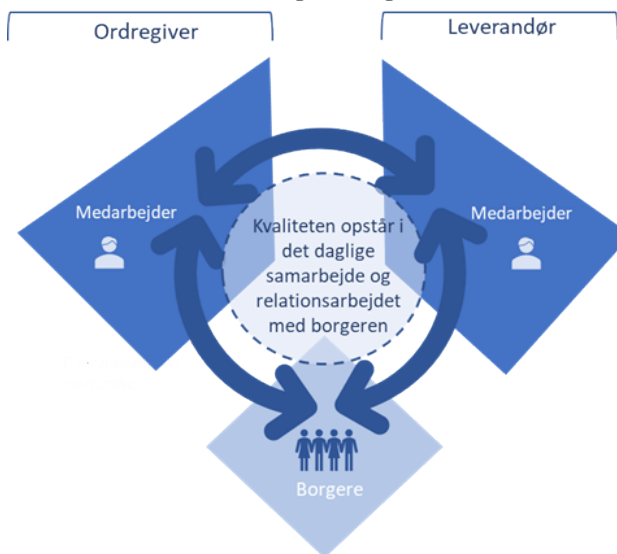 Ordregiver
Leverandør
Medarbejder
Medarbejder
Kvaliteten opstår i
det daglige
samarbejde og
relationsarbejdet
med borgeren
Borgere